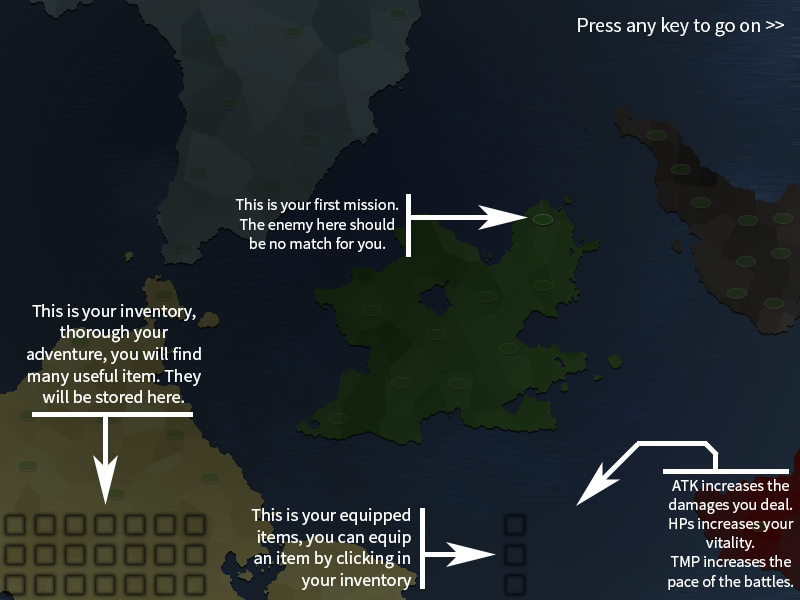 Press any key to go on >>
This is your first mission.
The enemy here should
be no match for you.
This is your inventory,
thorough your
adventure, you will find
many useful item. They
will be stored here.
This is your equipped
items, you can equip
an item by clicking in
your inventory
ATK increases the
damages you deal.
HPs increases your
vitality.
TMP increases the
pace of the battles.